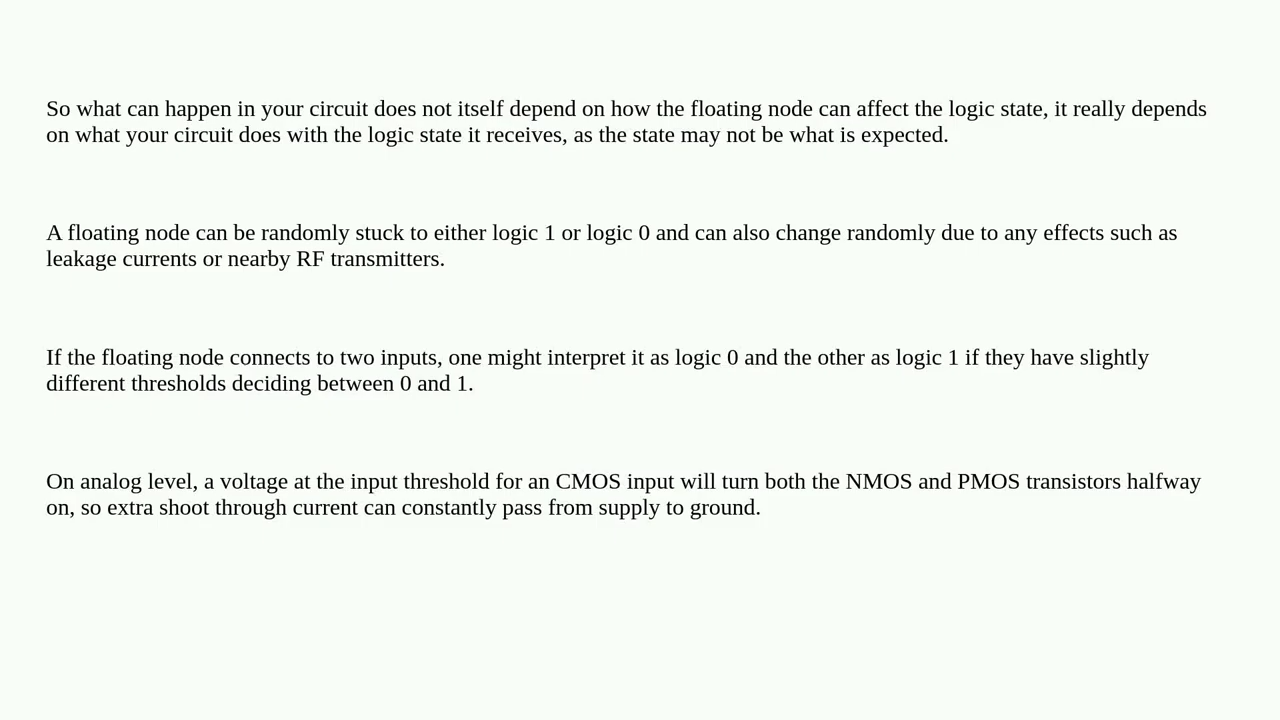 So what can happen in your circuit does not itself depend on how the floating node can affect the logic state, it really depends
on what your circuit does with the logic state it receives, as the state may not be what is expected.
A floating node can be randomly stuck to either logic 1 or logic 0 and can also change randomly due to any effects such as
leakage currents or nearby RF transmitters.
If the floating node connects to two inputs, one might interpret it as logic 0 and the other as logic 1 if they have slightly
different thresholds deciding between 0 and 1.
On analog level, a voltage at the input threshold for an CMOS input will turn both the NMOS and PMOS transistors halfway
on, so extra shoot through current can constantly pass from supply to ground.